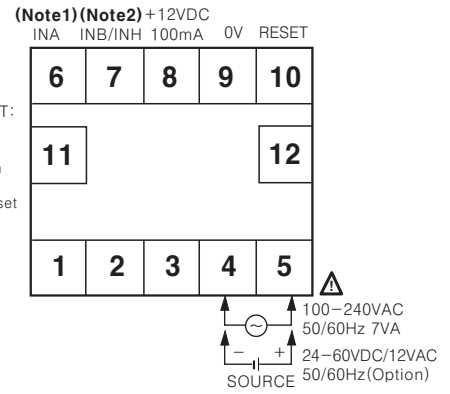 (Note1) (Note2) +12VDC
INA INB/INH 100mA 0V RESET
6 7 8 9 10
T:
11 12
set
1 2 3 4 5
100-240VAC
50/60Hz 7VA
- + 24-60VDC/12VAC
SOURCE 50/60Hz(Option)